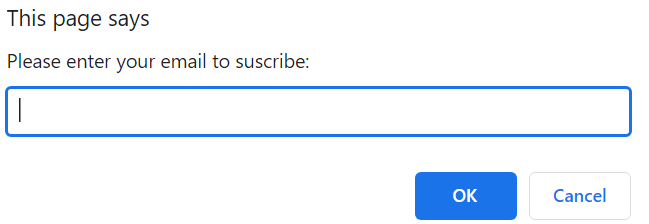 This page says
Please enter your email to suscribe:
OK
Cancel